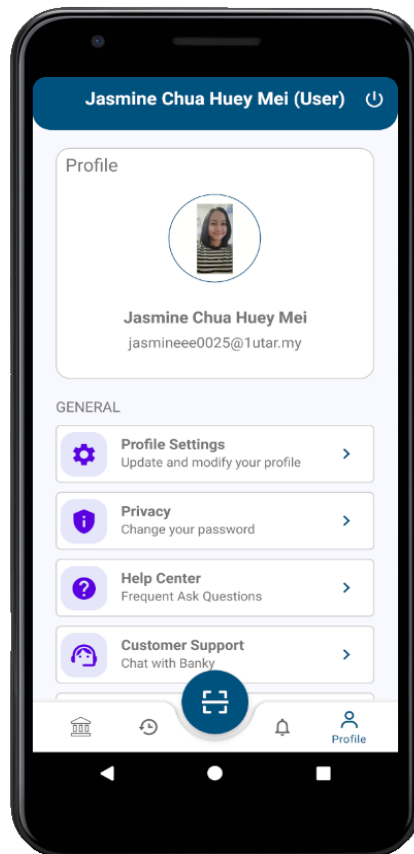 Jasmine Chua Huey Mei (User)
Profile
Jasmine Chua Huey Mei
jasmineee0025@1utar.my
GENERAL
Profile Settings
Update and modify your profile
Privacy
Change your password
Help Center
Frequent Ask Questions
Customer Support
Chat with Banky
Profile